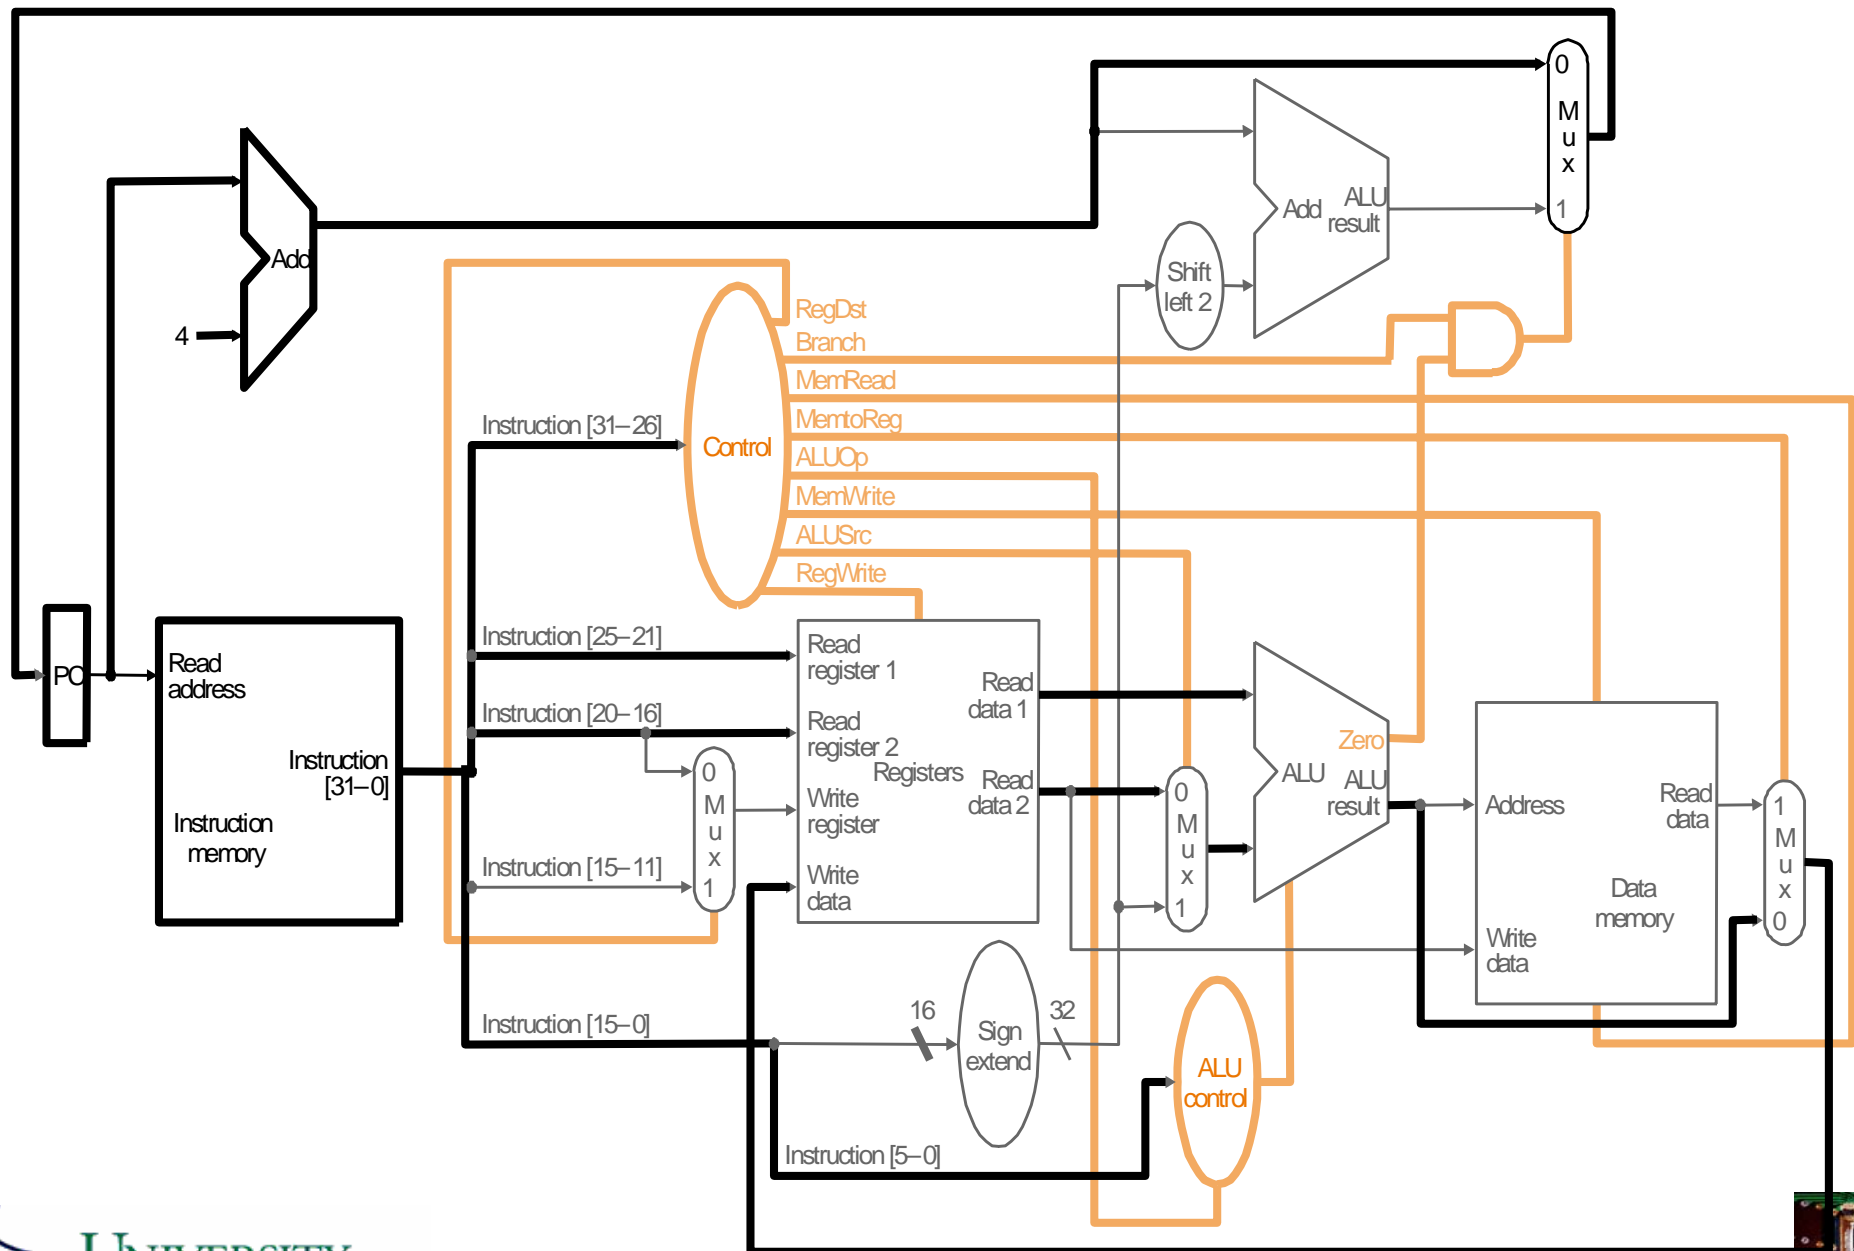 0
M
u
x
1
Add
ALU
result
Add
4
Shift
left 2
RegDst
Branch
MemRead
MemtoReg
ALUOp
MemWrite
ALUSrc
RegWrite
Control
Instruction [31–26]
Instruction [25–21]
Instruction [20–16]
Instruction [15–11]
Instruction [15–0]
Instruction [5–0]
PC
Read
address
Instruction
[31–0]
Instruction
memory
0
M
u
x
1
Read
register 1
Read
register 2
Write
register
Write
data
Registers
Read
data 1
Read
data 2
0
M
u
x
1
Zero
ALU
ALU
result
Address
Write
data
Read
data
Data
memory
1
M
u
x
0
16
Sign
extend
32
ALU
control
UNIVERSITY